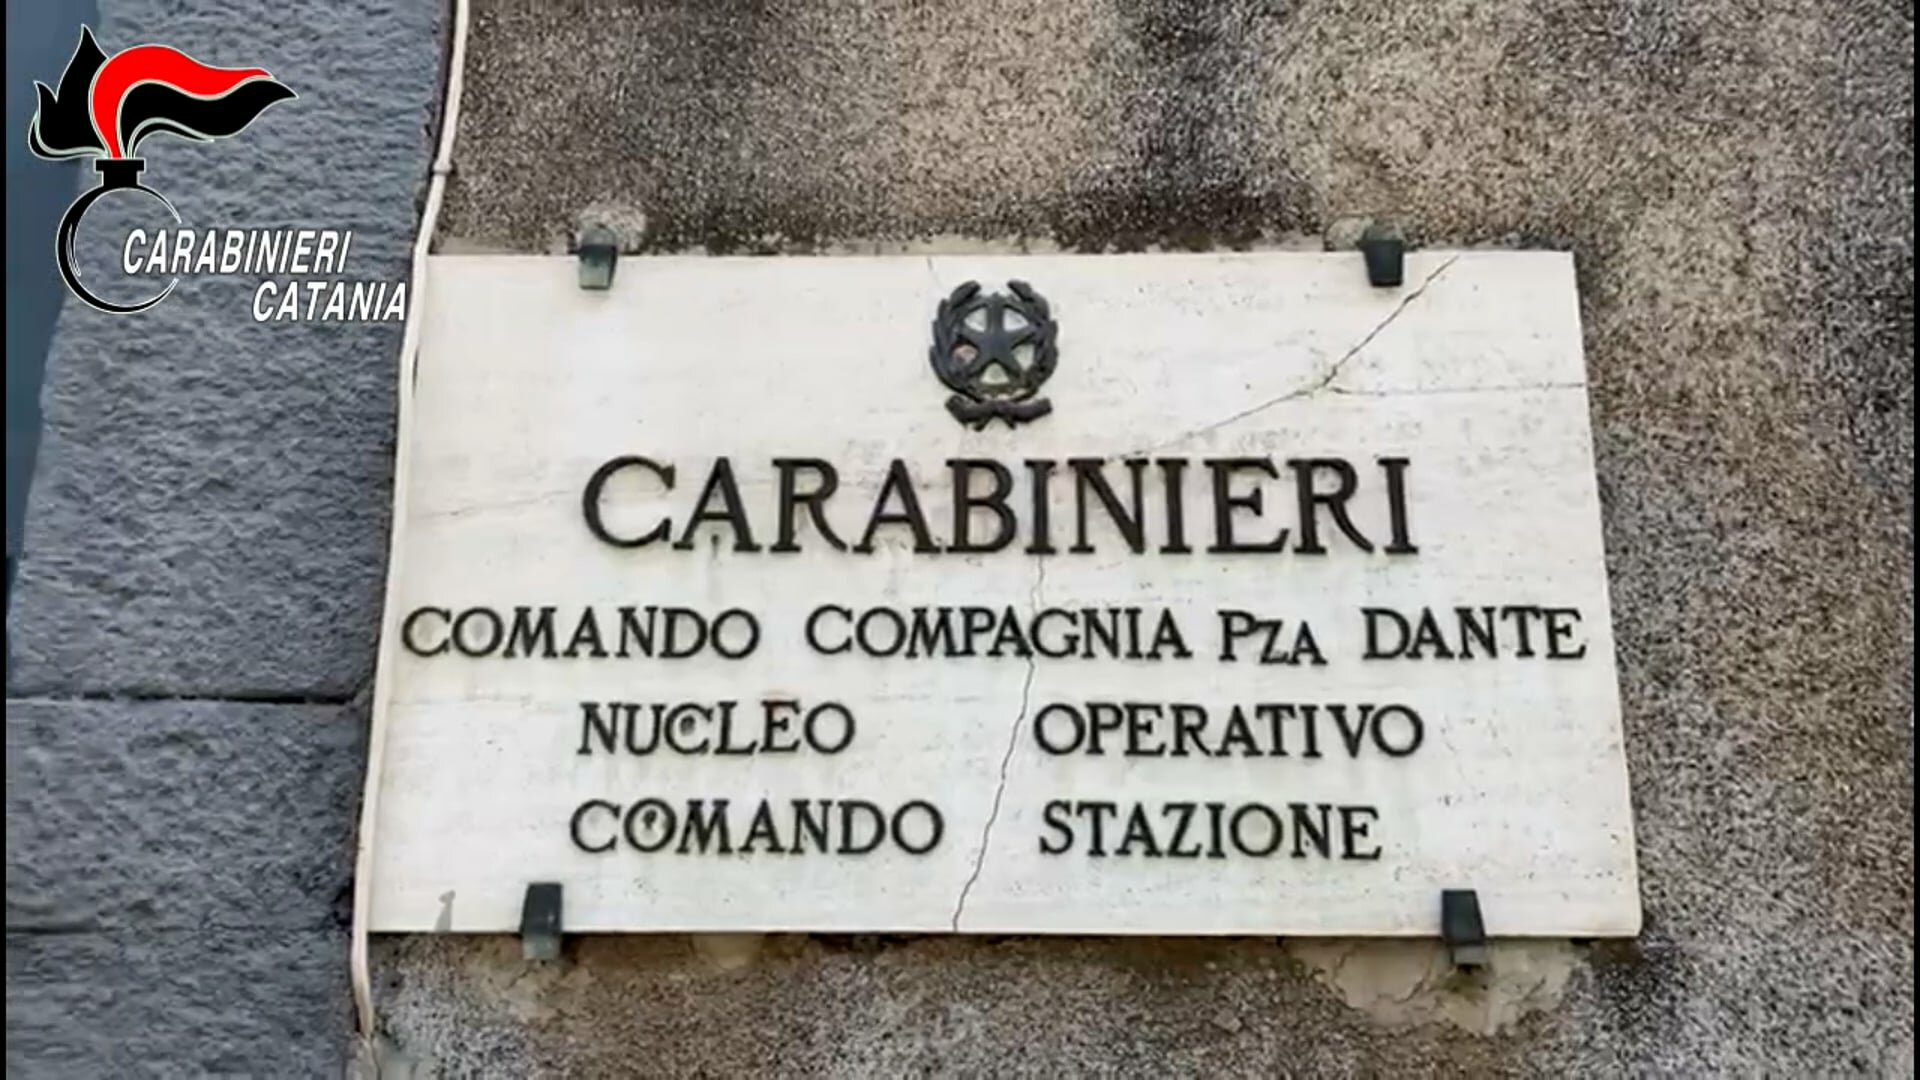 CARABINIERI
CATANIA
CARABINIERI
COMANDO COMPAGNIA PZA DANTE
NUCLEO OPERATIVO
COMANDO STAZIONE